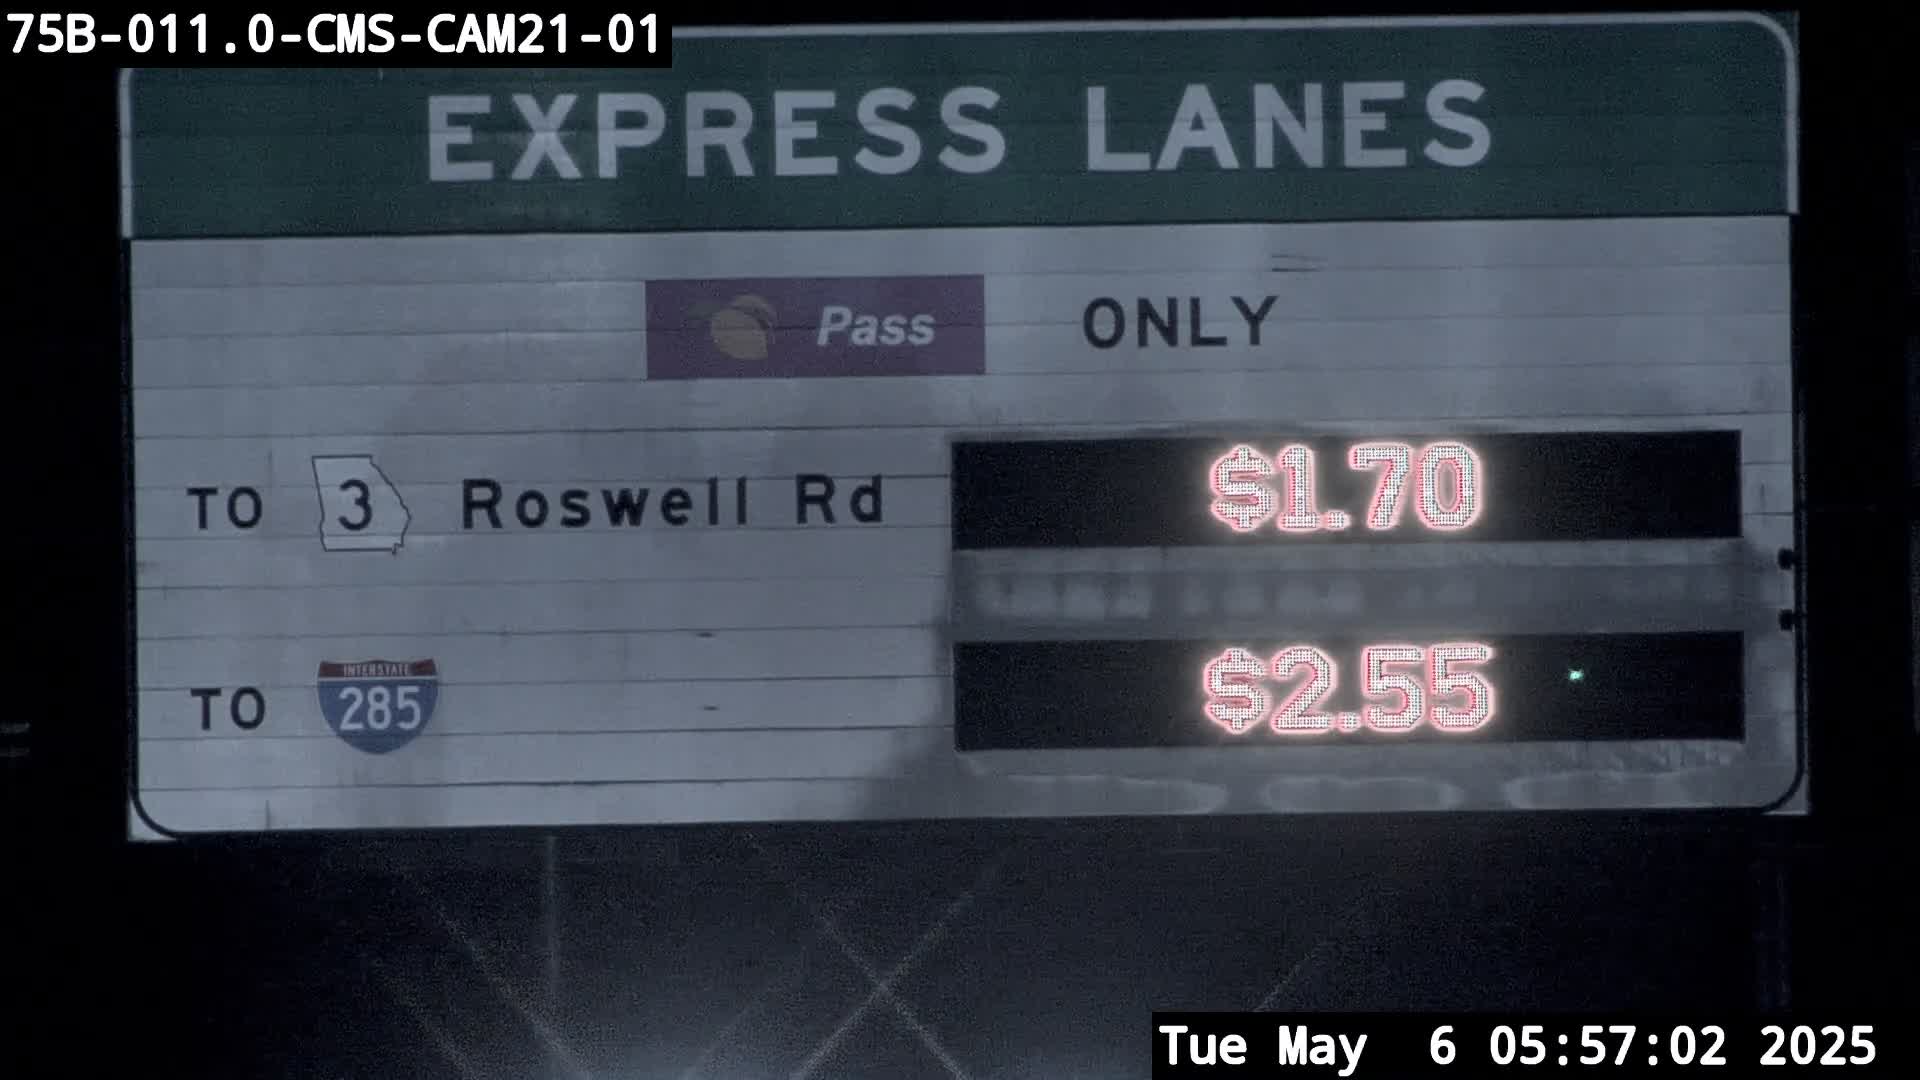 75B-011.0-CMS-CAM21-01
EXPRESS LANES
Pass ONLY
TO 3 Roswell Rd $1.70
INTERSTATE
TO 285 $2.55
Tue May 6 05:57:02 2025